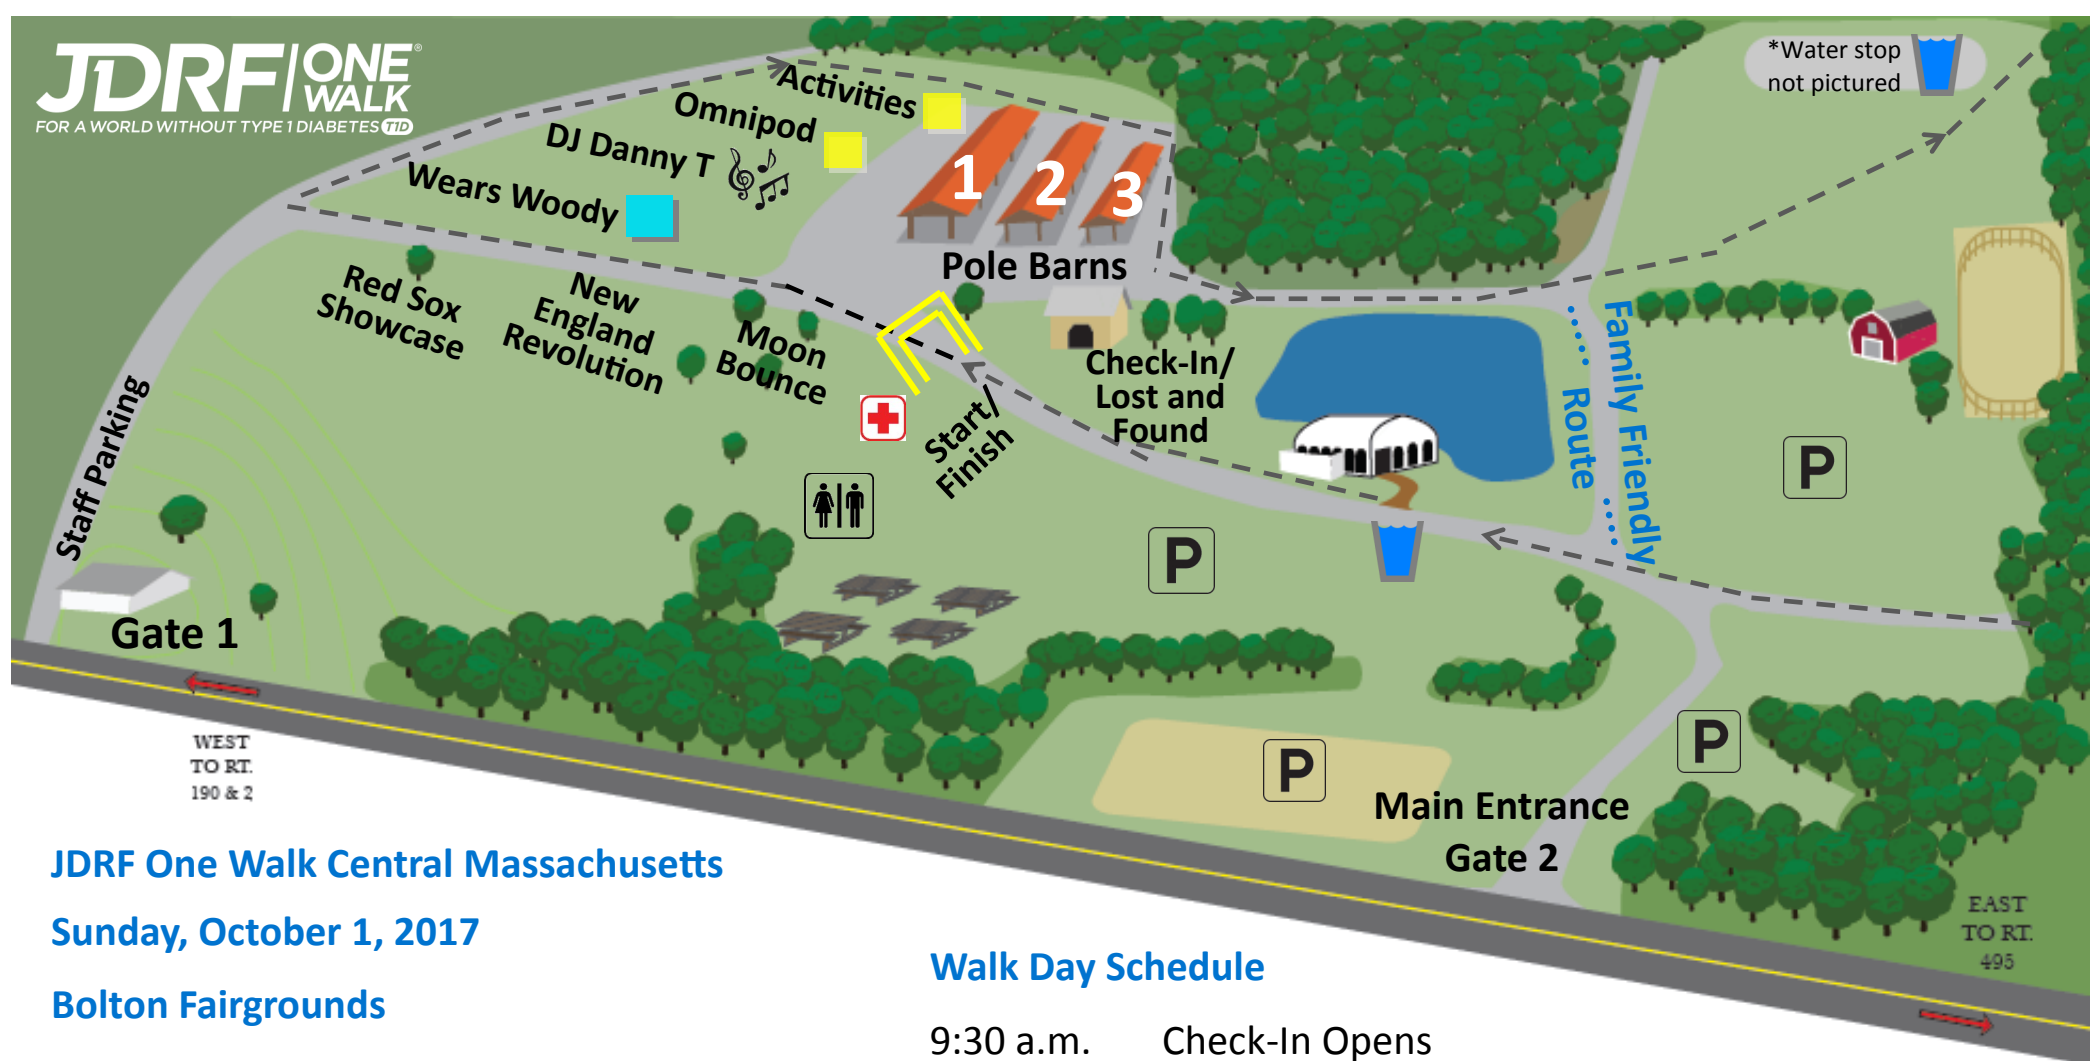 JDRF ONE WALK®
FOR A WORLD WITHOUT TYPE 1 DIABETES T1D
*Water stop
not pictured
Activities
Omnipod
DJ Danny T
Wears Woody
1 2 3
Pole Barns
Red Sox
Showcase
New
England
Revolution
Moon
Bounce
Start/
Finish
Check-In/
Lost and
Found
Family Friendly
..... Route .....
Staff Parking
P
P
P
P
Gate 1
Main Entrance
Gate 2
WEST
TO RT.
190 & 2
EAST
TO RT.
495
JDRF One Walk Central Massachusetts
Sunday, October 1, 2017
Bolton Fairgrounds
Walk Day Schedule
9:30 a.m. Check-In Opens